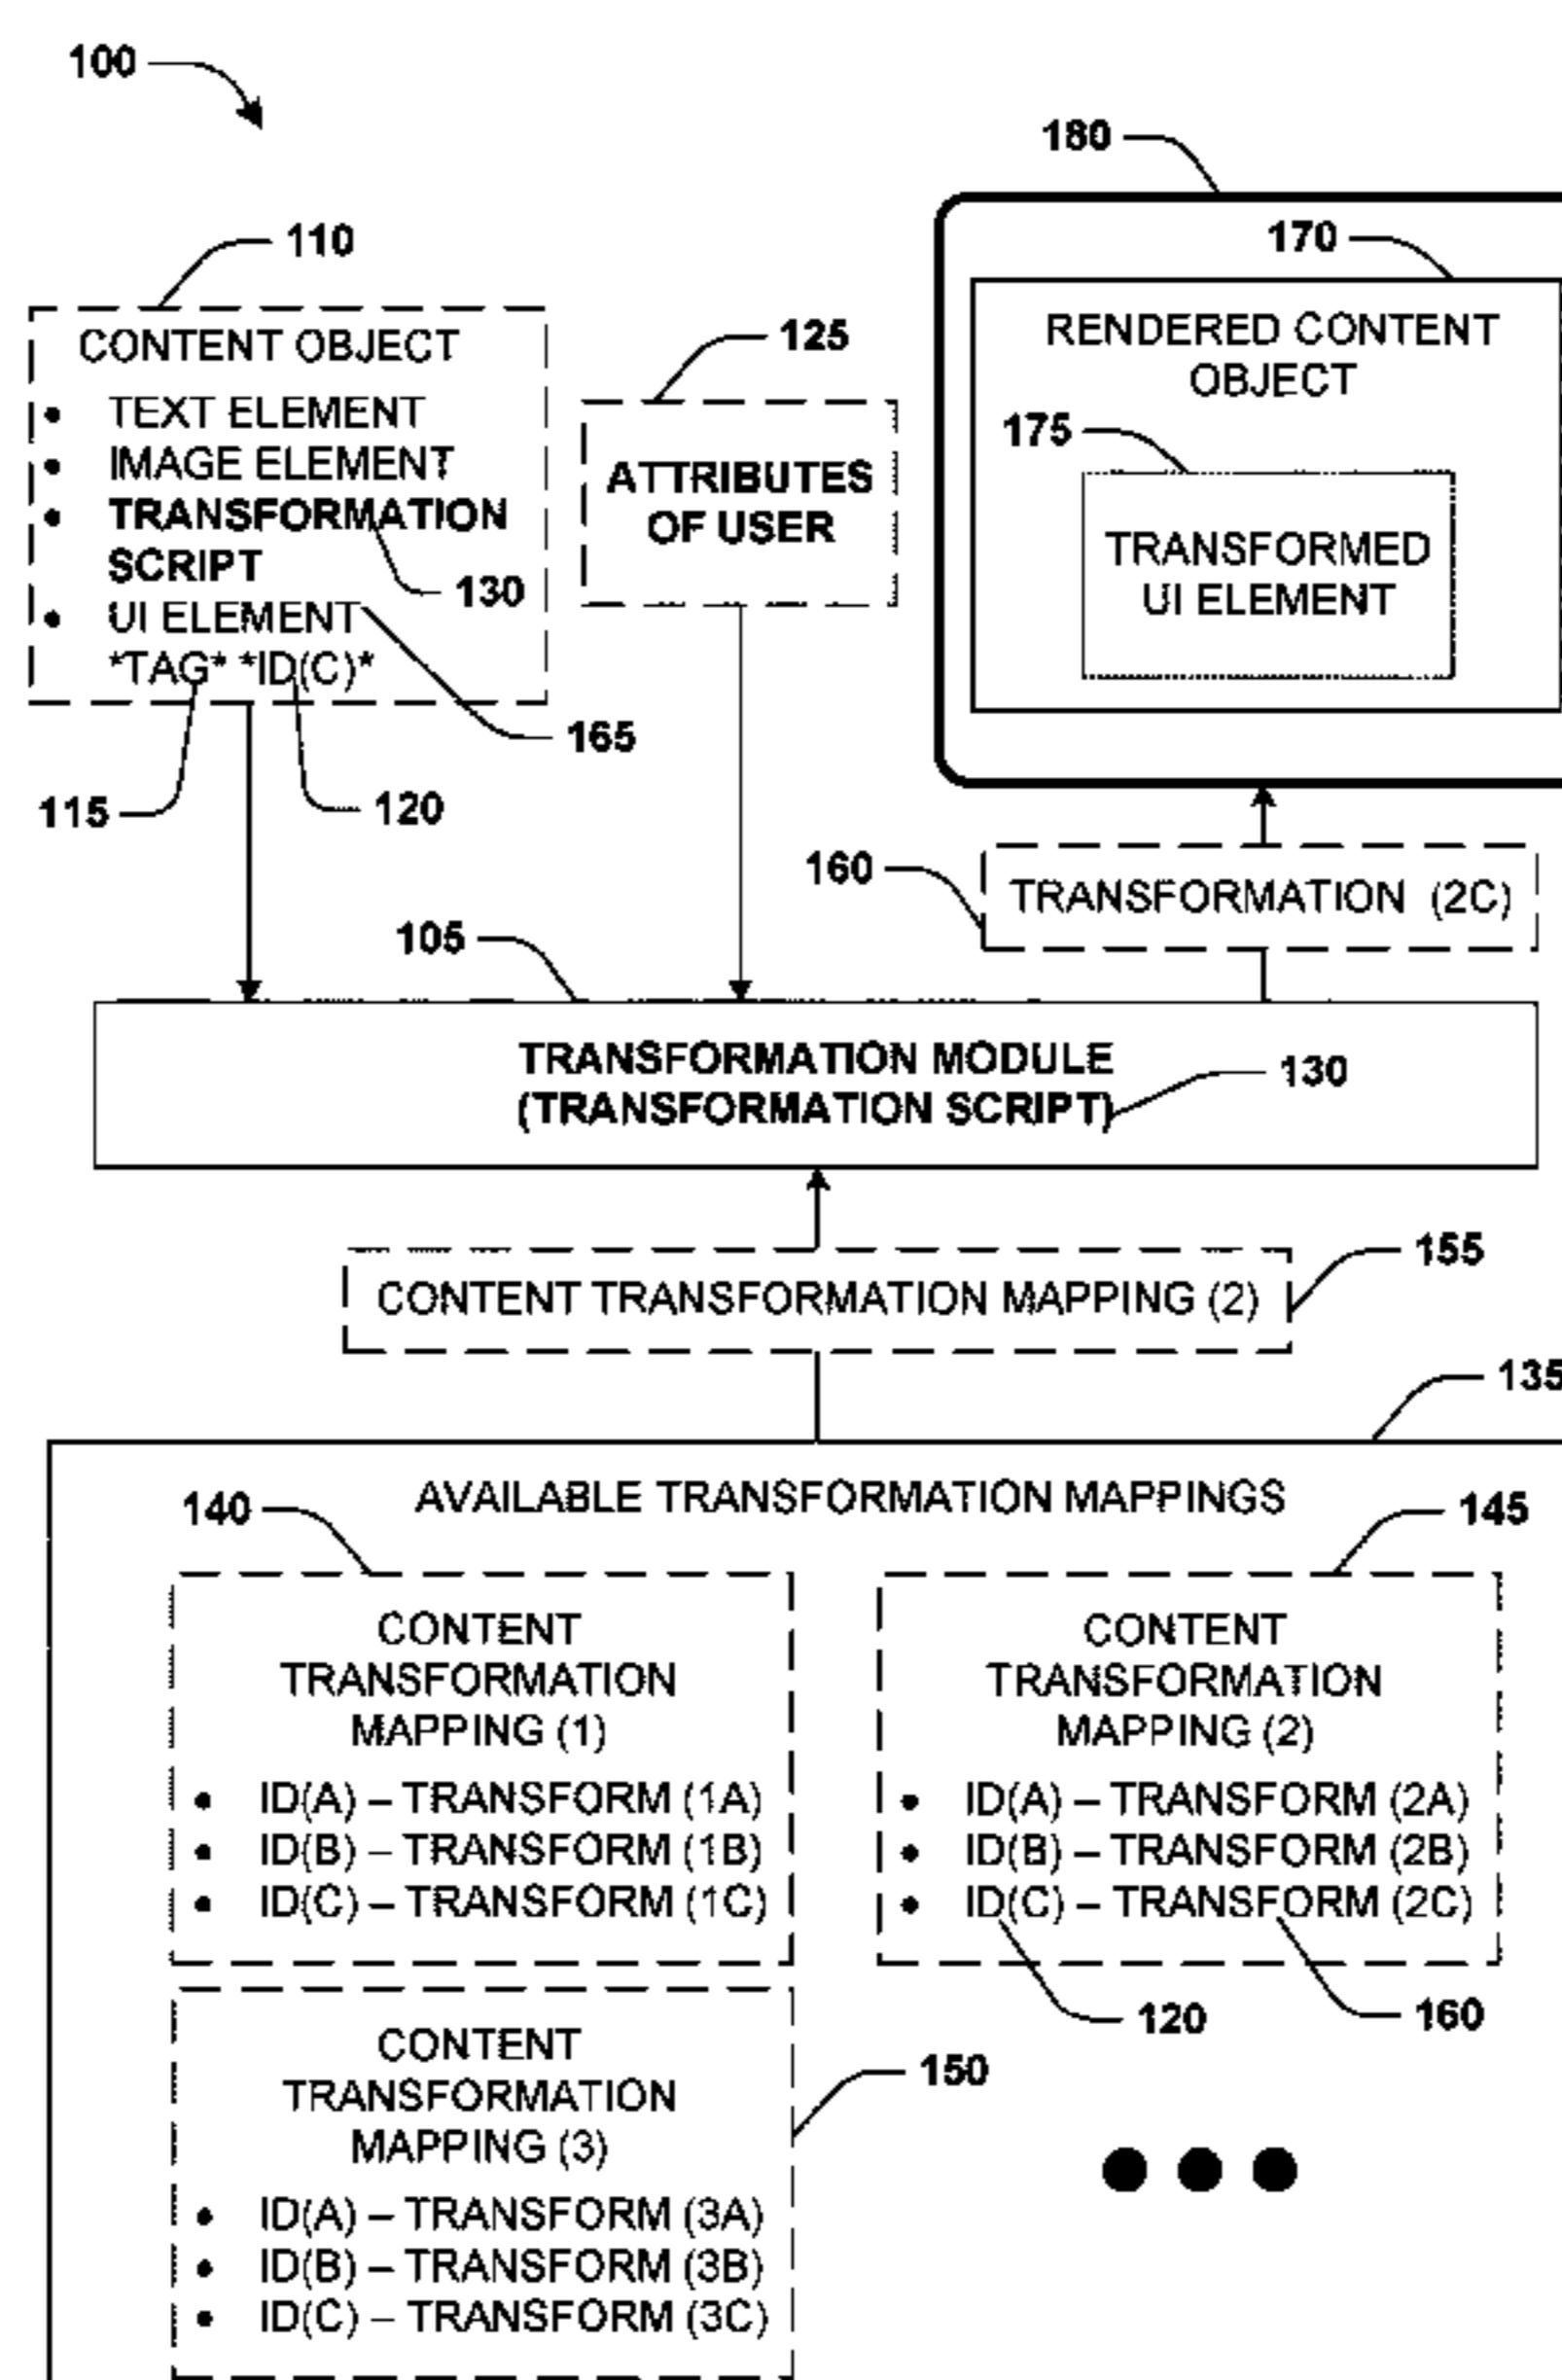 100
180
110
170
CONTENT OBJECT
• TEXT ELEMENT
• IMAGE ELEMENT
• TRANSFORMATION
SCRIPT
130
• UI ELEMENT
*TAG* *ID(C)*
165
115
120
125
ATTRIBUTES
OF USER
RENDERED CONTENT
OBJECT
175
TRANSFORMED
UI ELEMENT
160
TRANSFORMATION (2C)
105
TRANSFORMATION MODULE
(TRANSFORMATION SCRIPT)
130
CONTENT TRANSFORMATION MAPPING (2)
155
135
AVAILABLE TRANSFORMATION MAPPINGS
140
145
CONTENT
TRANSFORMATION
MAPPING (1)
• ID(A) – TRANSFORM (1A)
• ID(B) – TRANSFORM (1B)
• ID(C) – TRANSFORM (1C)
CONTENT
TRANSFORMATION
MAPPING (2)
• ID(A) – TRANSFORM (2A)
• ID(B) – TRANSFORM (2B)
• ID(C) – TRANSFORM (2C)
120
160
CONTENT
TRANSFORMATION
MAPPING (3)
150
• ID(A) – TRANSFORM (3A)
• ID(B) – TRANSFORM (3B)
• ID(C) – TRANSFORM (3C)